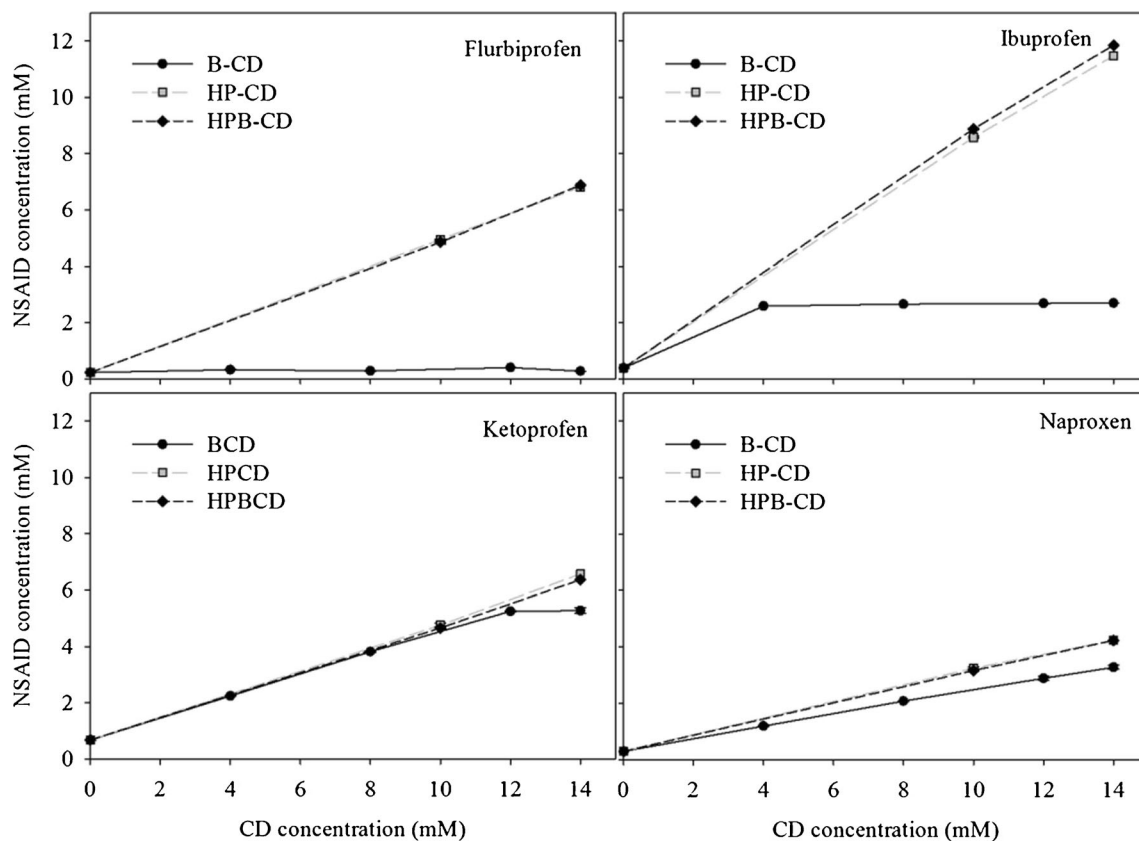 Flurbiprofen
B-CD
HP-CD
HPB-CD
12
10
8
6
4
2
0
NSAID concentration (mM)
Ibuprofen
B-CD
HP-CD
HPB-CD
Ketoprofen
BCD
HPCD
HPBCD
12
10
8
6
4
2
0
NSAID concentration (mM)
0 2 4 6 8 10 12 14
CD concentration (mM)
Naproxen
B-CD
HP-CD
HPB-CD
0 2 4 6 8 10 12 14
CD concentration (mM)